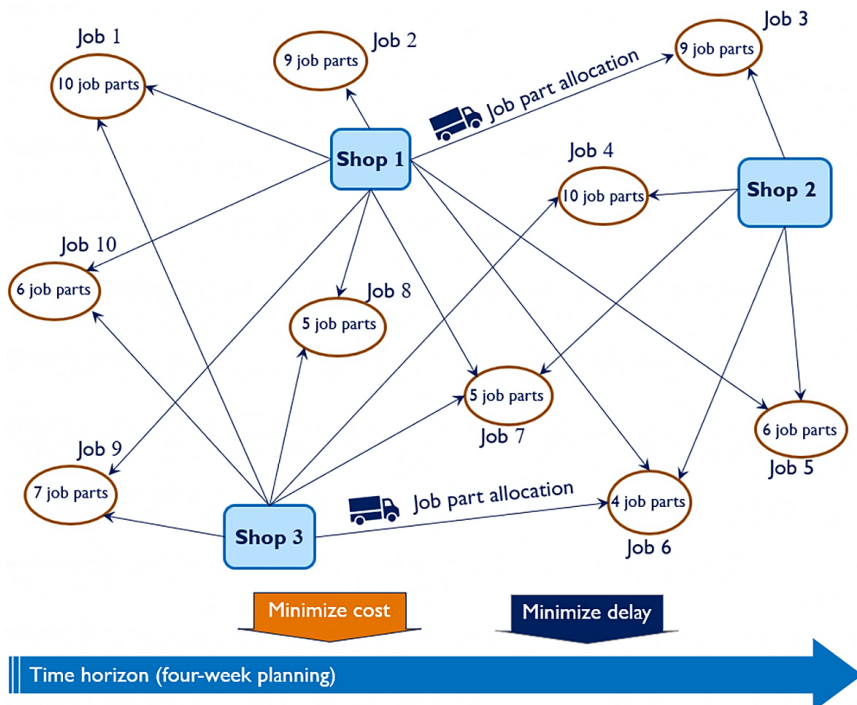 Job 1
10 job parts
9 job parts
Job 2
Job 3
9 job parts
Job part allocation
Shop 1
Job 4
10 job parts
Shop 2
Job 10
6 job parts
Job 8
5 job parts
5 job parts
Job 7
6 job parts
Job 5
Job 9
7 job parts
Shop 3
Job part allocation
4 job parts
Job 6
Minimize cost
Minimize delay
Time horizon (four-week planning)